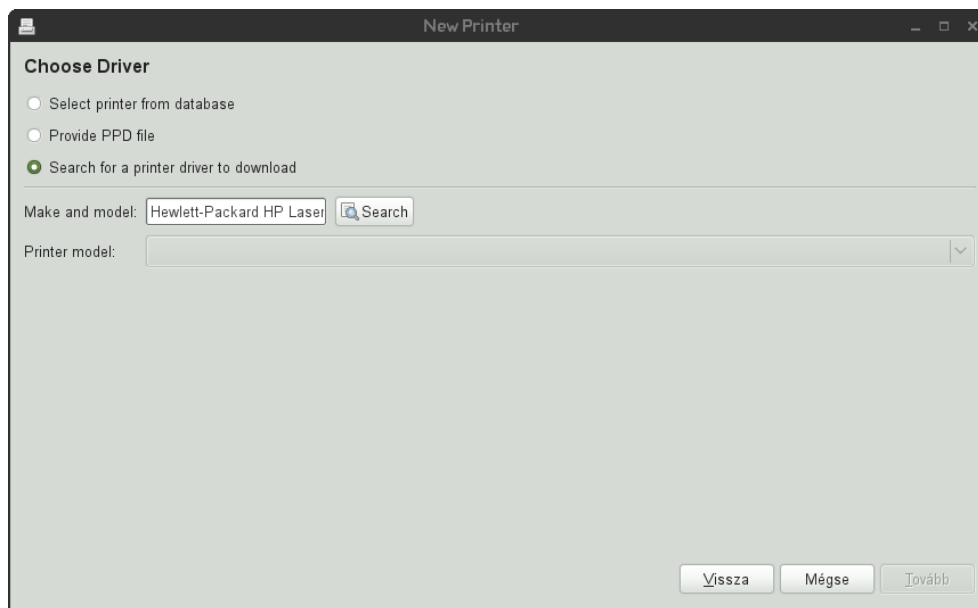 New Printer
Choose Driver
Select printer from database
Provide PPD file
Search for a printer driver to download
Make and model: Hewlett-Packard HP Laser Search
Printer model:
Vissza Mégse Tovább